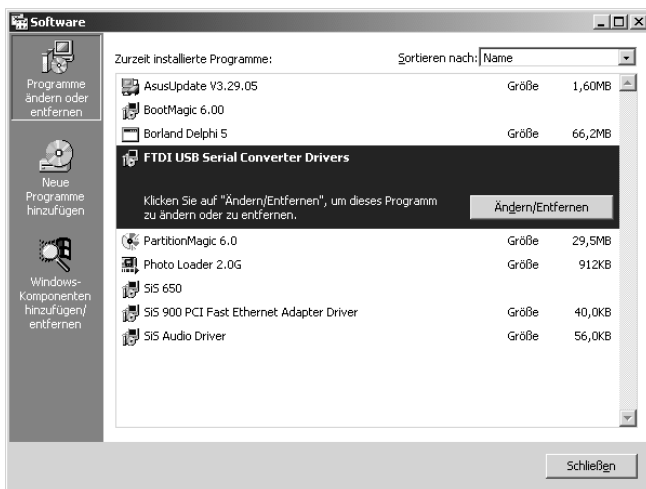 Software
Programme
ändern oder
entfernen
Neue
Programme
hinzufügen
Windows-
Komponenten
hinzufügen/
entfernen
Zurzeit installierte Programme:
Sortieren nach: Name
AsusUpdate V3.29.05 Größe 1,60MB
BootMagic 6.00
Borland Delphi 5 Größe 66,2MB
FTDI USB Serial Converter Drivers
Klicken Sie auf "Ändern/Entfernen", um dieses Programm
zu ändern oder zu entfernen.
Ändern/Entfernen
PartitionMagic 6.0 Größe 29,5MB
Photo Loader 2.0G Größe 912KB
SiS 650
SiS 900 PCI Fast Ethernet Adapter Driver Größe 40,0KB
SiS Audio Driver Größe 56,0KB
Schließen